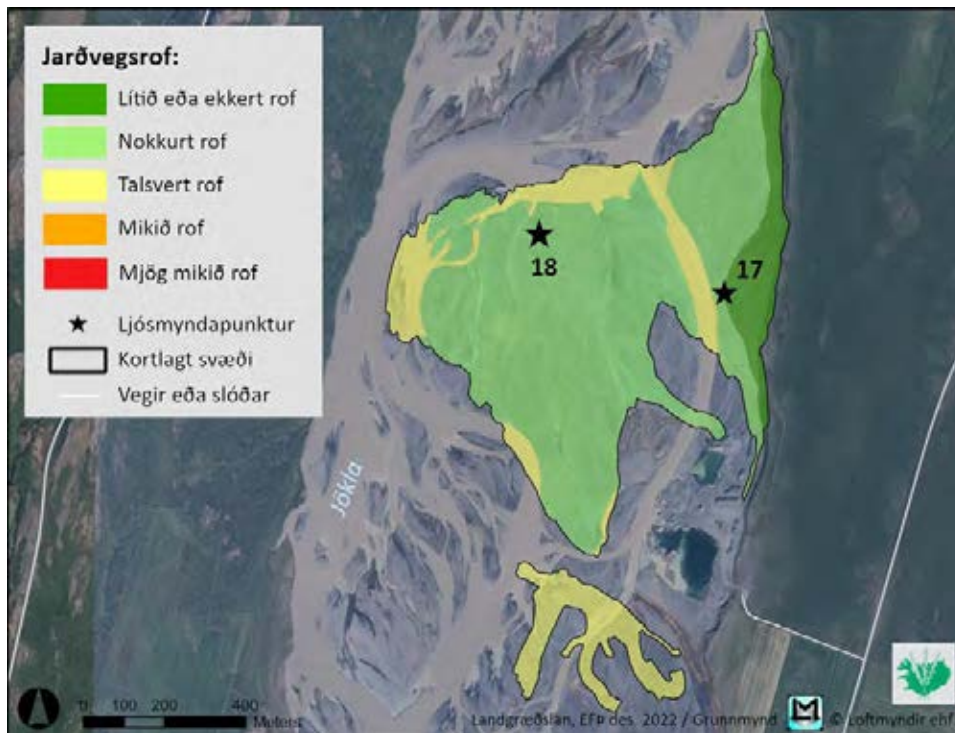 Jarðvegsrof:
Lítið eða ekkert rof
Nokkurt rof
Talsvert rof
Mikið rof
Mjög mikið rof
Ljósmyndapunktur
Kortlagt svæði
Vegir eða slóðar
18
17
Jökla
0 100 200 400
Meters
Landgræðslan, EFÞ des. 2022 / Grunnmynd © Loftmyndir ehf